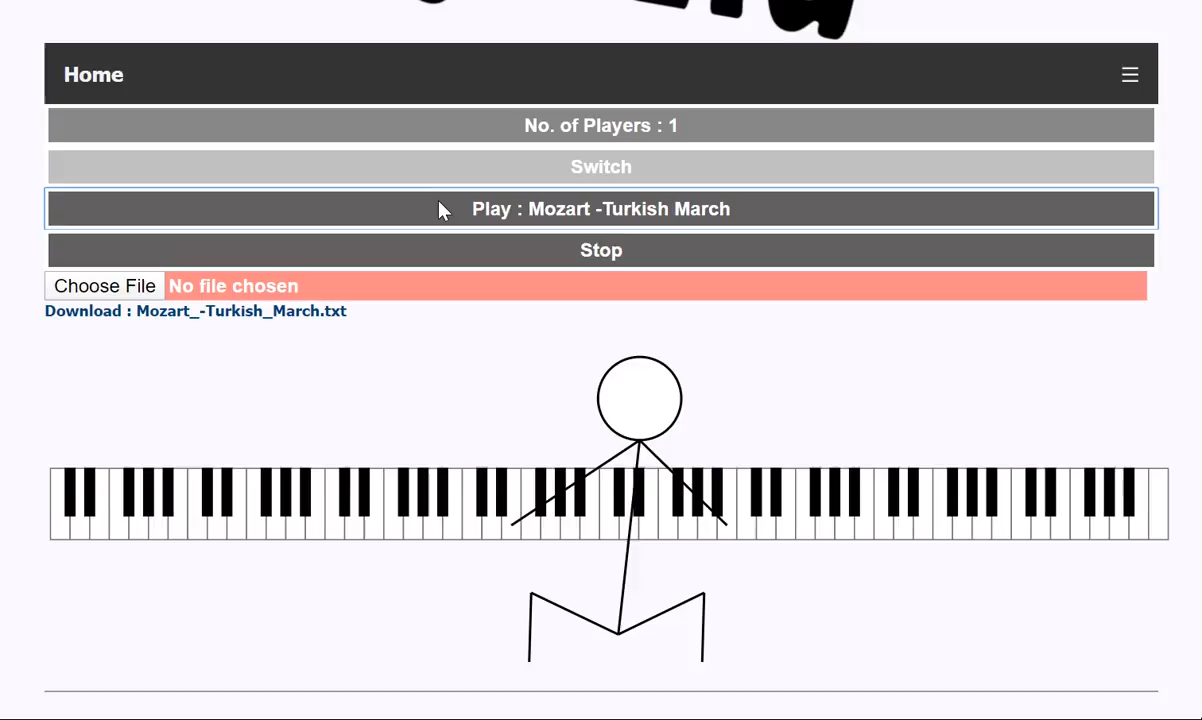 Home
No. of Players : 1
Switch
Play : Mozart -Turkish March
Stop
Choose File No file chosen
Download : Mozart_-Turkish_March.txt